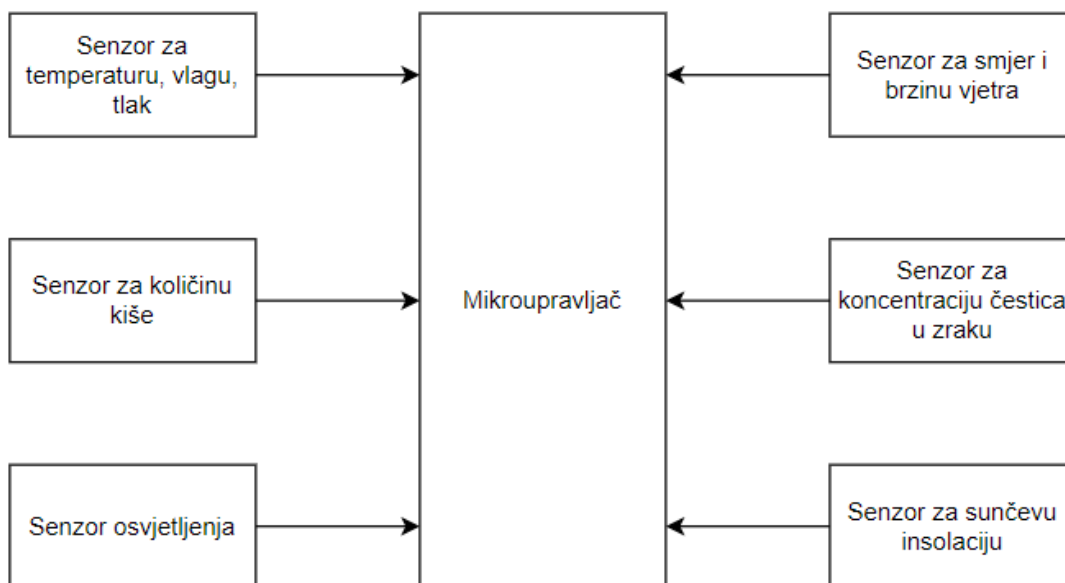 Senzor za
temperaturu, vlagu,
tlak
Senzor za smjer i
brzinu vjetra
Senzor za količinu
kiše
Mikroupravljač
Senzor za
koncentraciju čestica
u zraku
Senzor osvjetljenja
Senzor za sunčevu
insolaciju